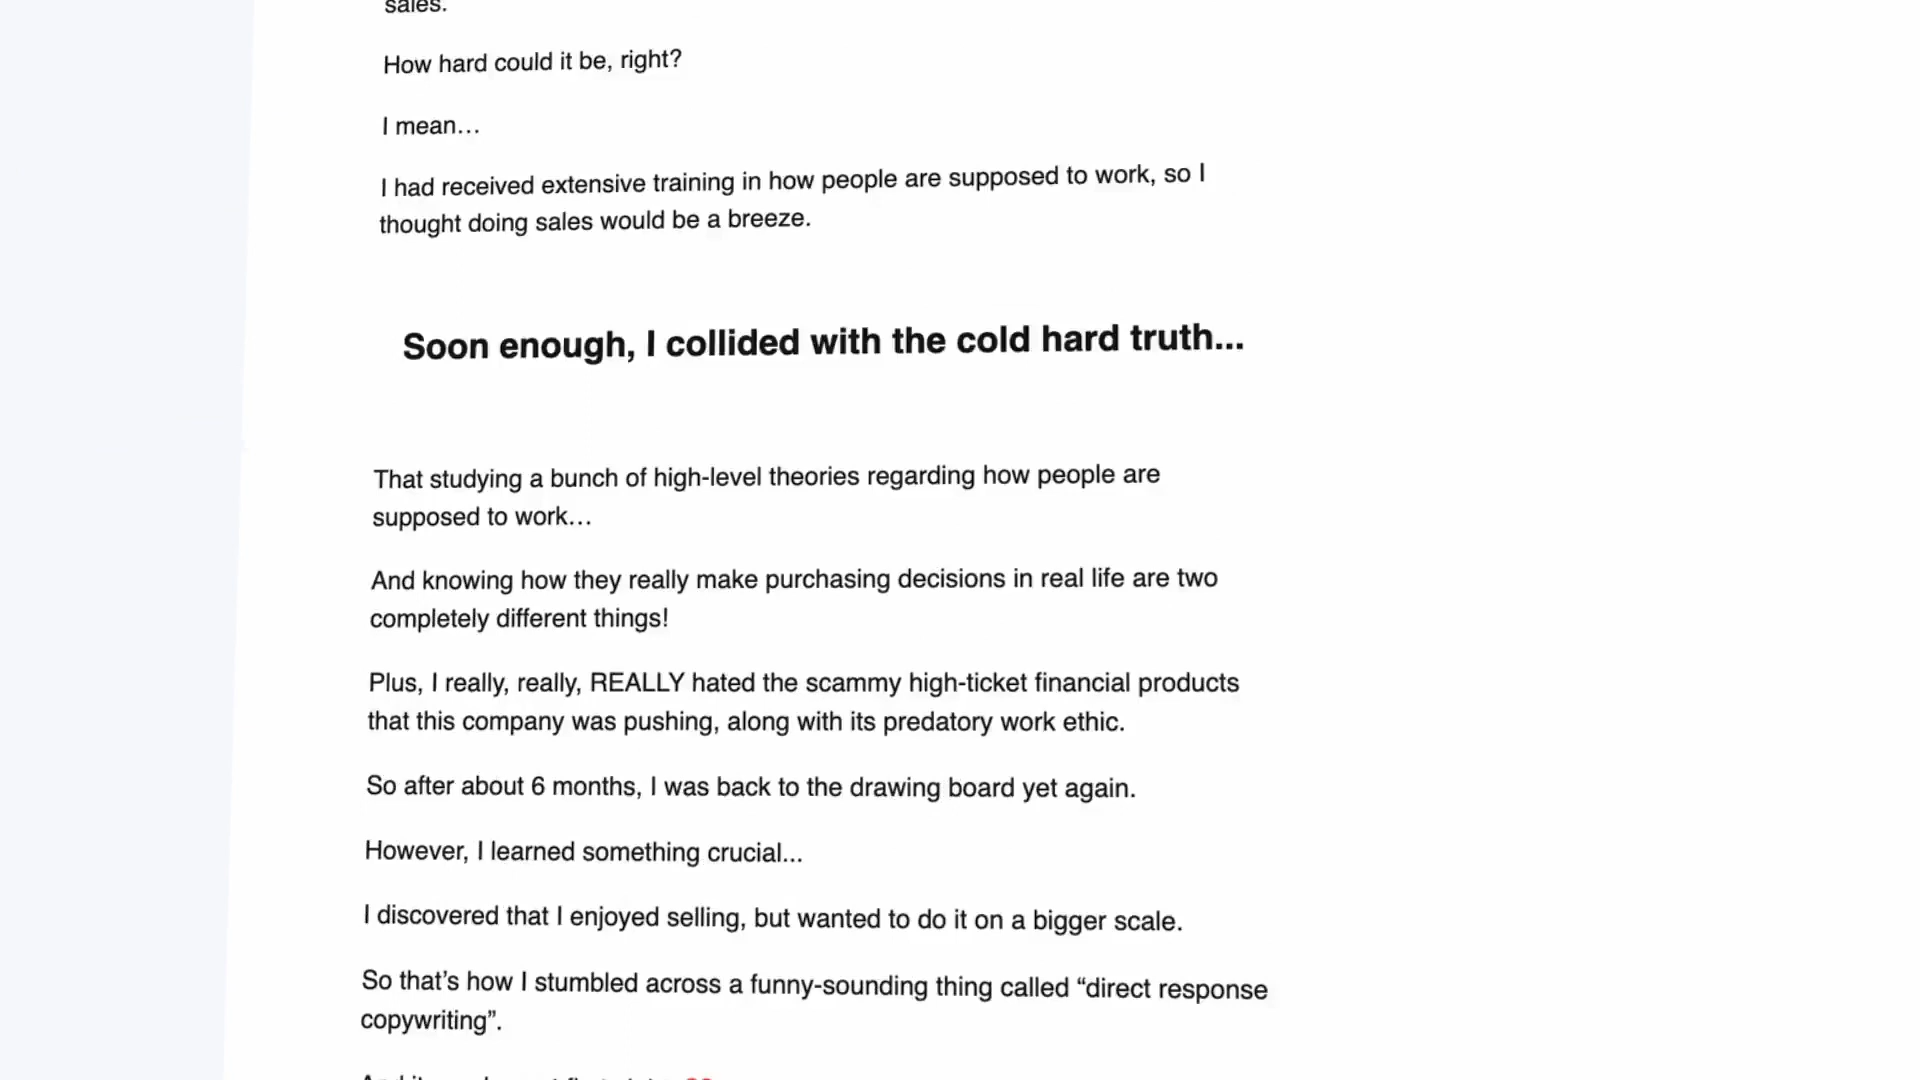 sales.
How hard could it be, right?
I mean…
I had received extensive training in how people are supposed to work, so I
thought doing sales would be a breeze.
Soon enough, I collided with the cold hard truth...
That studying a bunch of high-level theories regarding how people are
supposed to work…
And knowing how they really make purchasing decisions in real life are two
completely different things!
Plus, I really, really, REALLY hated the scammy high-ticket financial products
that this company was pushing, along with its predatory work ethic.
So after about 6 months, I was back to the drawing board yet again.
However, I learned something crucial...
I discovered that I enjoyed selling, but wanted to do it on a bigger scale.
So that’s how I stumbled across a funny-sounding thing called “direct response
copywriting”.